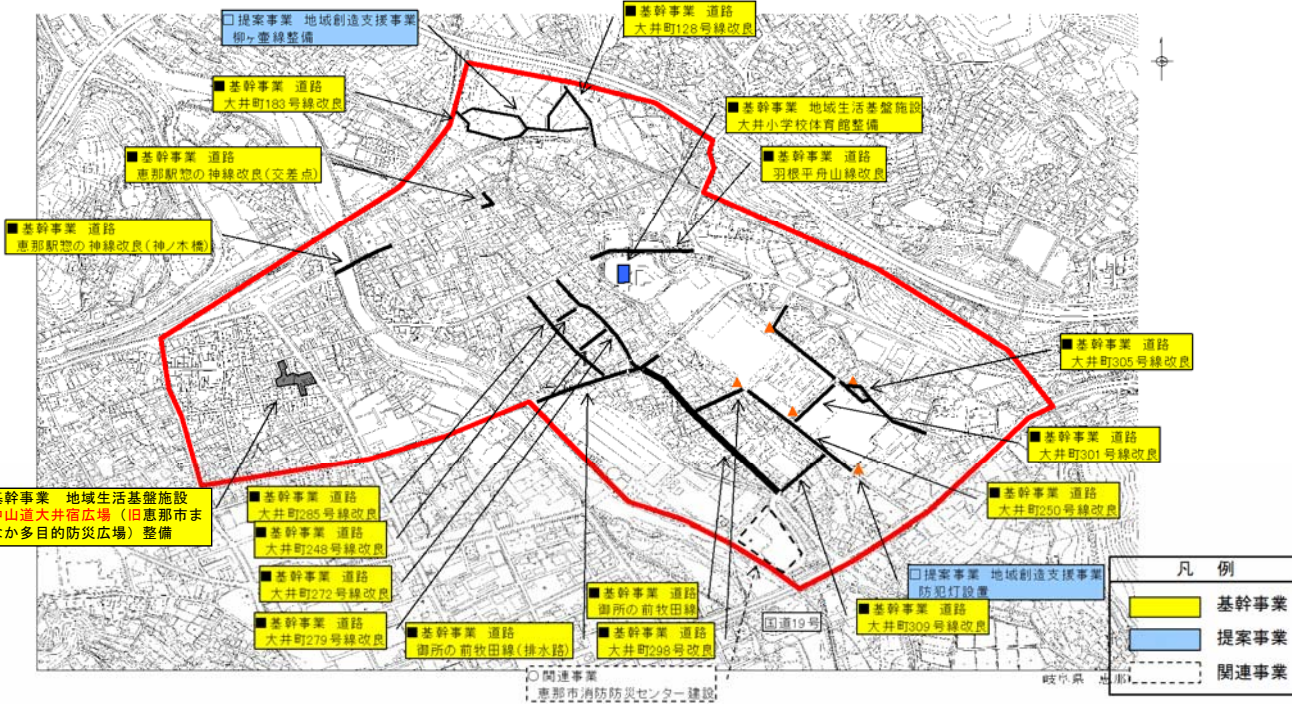 □ 提案事業 地域創造支援事業
柳ヶ壷線整備
■ 基幹事業 道路
大井町128号線改良
■ 基幹事業 道路
大井町183号線改良
■ 基幹事業 地域生活基盤施設
大井小学校体育館整備
■ 基幹事業 道路
恵那駅惣の神線改良(交差点)
■ 基幹事業 道路
羽根平舟山線改良
■ 基幹事業 道路
恵那駅惣の神線改良(神ノ木橋)
■ 基幹事業 道路
大井町305号線改良
■ 基幹事業 道路
大井町301号線改良
■ 基幹事業 道路
大井町250号線改良
基幹事業 地域生活基盤施設
中山道大井宿広場(旧恵那市ま
なか多目的防災広場)整備
■ 基幹事業 道路
大井町285号線改良
■ 基幹事業 道路
大井町248号線改良
■ 基幹事業 道路
大井町272号線改良
■ 基幹事業 道路
大井町279号線改良
■ 基幹事業 道路
御所の前牧田線(排水路)
■ 基幹事業 道路
御所の前牧田線
■ 基幹事業 道路
大井町298号改良
□ 提案事業 地域創造支援事業
防犯灯設置
■ 基幹事業 道路
大井町309号線改良
国道19号
○ 関連事業
恵那市消防防災センター建設
岐阜県 恵那
凡 例
基幹事業
提案事業
関連事業